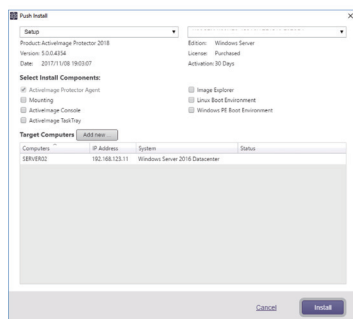 Push Install
Setup
Product: ActiveImage Protector 2018
Edition: Windows Server
Version: 5.0.0.4354
License: Purchased
Date: 2017/11/08 19:03:07
Activation: 30 Days
Select Install Components:
ActiveImage Protector Agent
Image Explorer
Mounting
Linux Boot Environment
ActiveImage Console
Windows PE Boot Environment
ActiveImage TaskTray
Target Computers Add new ...
Computers IP Address System Status
SERVER02 192.168.123.11 Windows Server 2016 Datacenter
Cancel Install